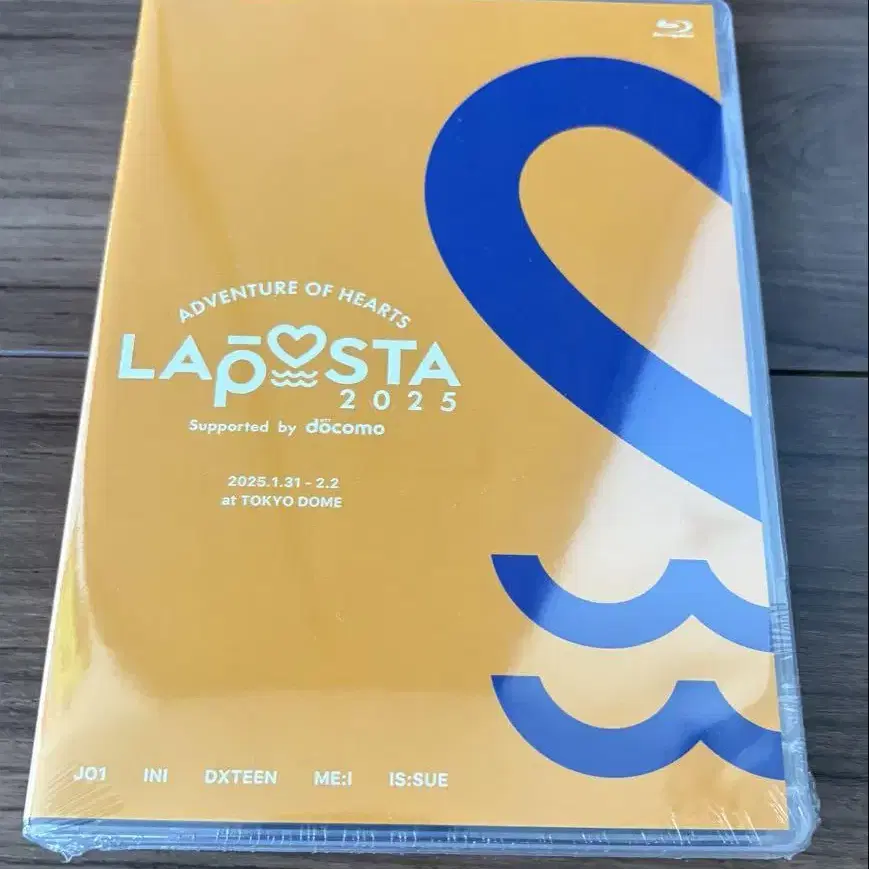 ADVENTURE OF HEARTS
LAPOSTA
2025
Supported by döcomo
2025.1.31 - 2.2
at TOKYO DOME
JO1 INI DXTEEN ME:I IS:SUE